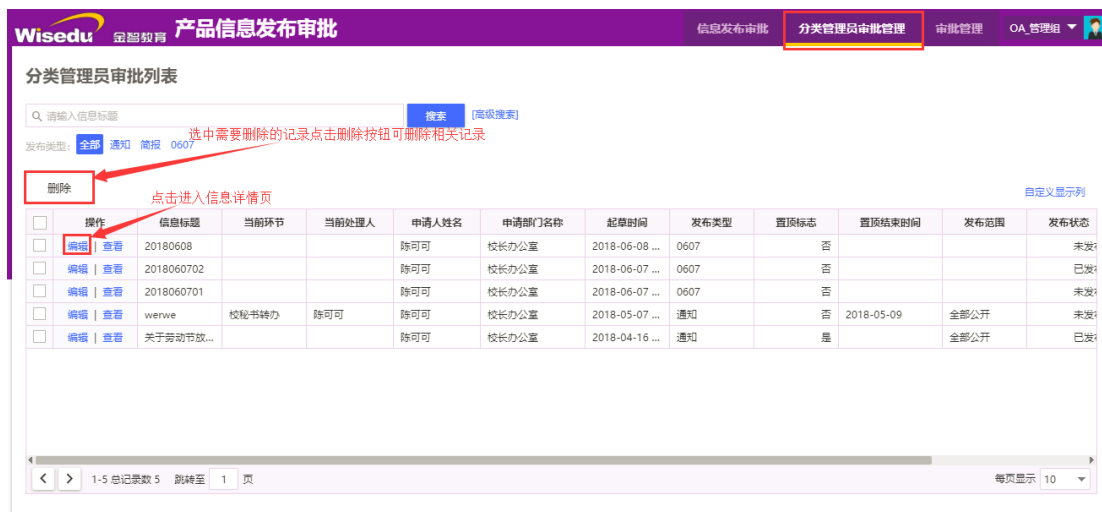 Wisedu 金智教育 产品信息发布审批 信息发布审批 分类管理员审批管理 审批管理 OA_管理组
分类管理员审批列表
请输入信息标题 搜索 [高级搜索]
选中需要删除的记录点击删除按钮可删除相关记录
发布类型: 全部 通知 简报 0607
删除 自定义显示列
点击进入信息详情页
操作 信息标题 当前环节 当前处理人 申请人姓名 申请部门名称 起草时间 发布类型 置顶标志 置顶结束时间 发布范围 发布状态
编辑 | 查看 20180608 陈可可 校长办公室 2018-06-08 ... 0607 否 未发
编辑 | 查看 2018060702 陈可可 校长办公室 2018-06-07 ... 0607 否 已发
编辑 | 查看 2018060701 陈可可 校长办公室 2018-06-07 ... 0607 否 未发
编辑 | 查看 werwe 校秘书转办 陈可可 陈可可 校长办公室 2018-05-07 ... 通知 否 2018-05-09 全部公开 未发
编辑 | 查看 关于劳动节放... 陈可可 校长办公室 2018-04-16 ... 通知 是 全部公开 已发
1-5 总记录数 5 跳转至 1 页 每页显示 10